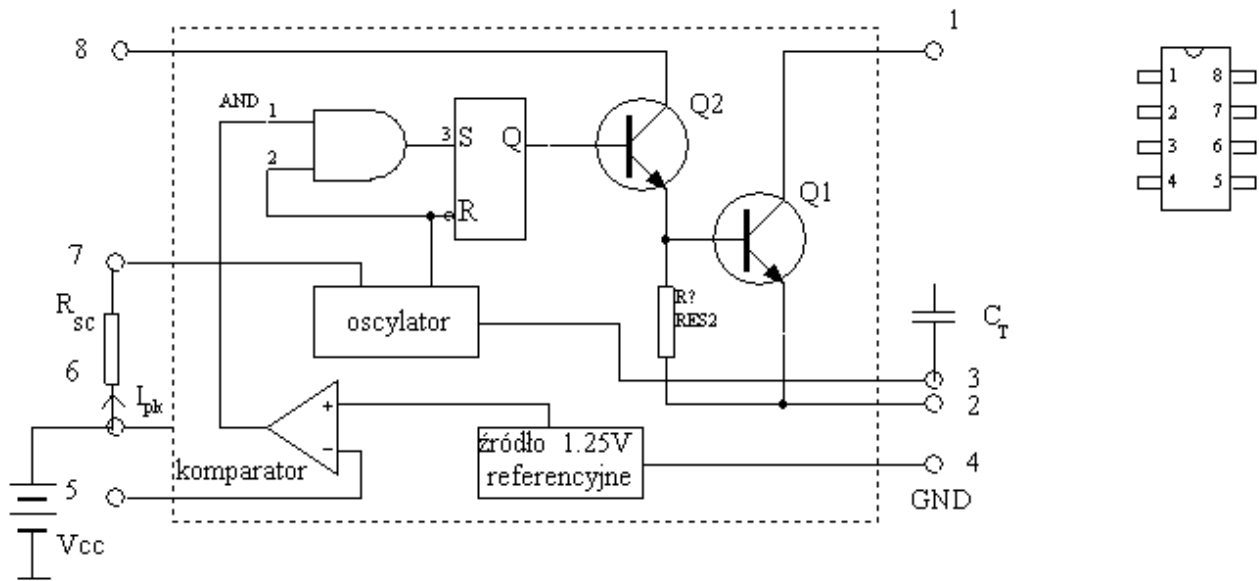 8
1
AND
1
2
3
S
Q
R
Q2
Q1
7
R
sc
6
I
pk
5
Vcc
oscylator
komparator
+
−
źródło 1.25V
referencyjne
R?
RES2
C
T
3
2
4
GND
1 8
2 7
3 6
4 5